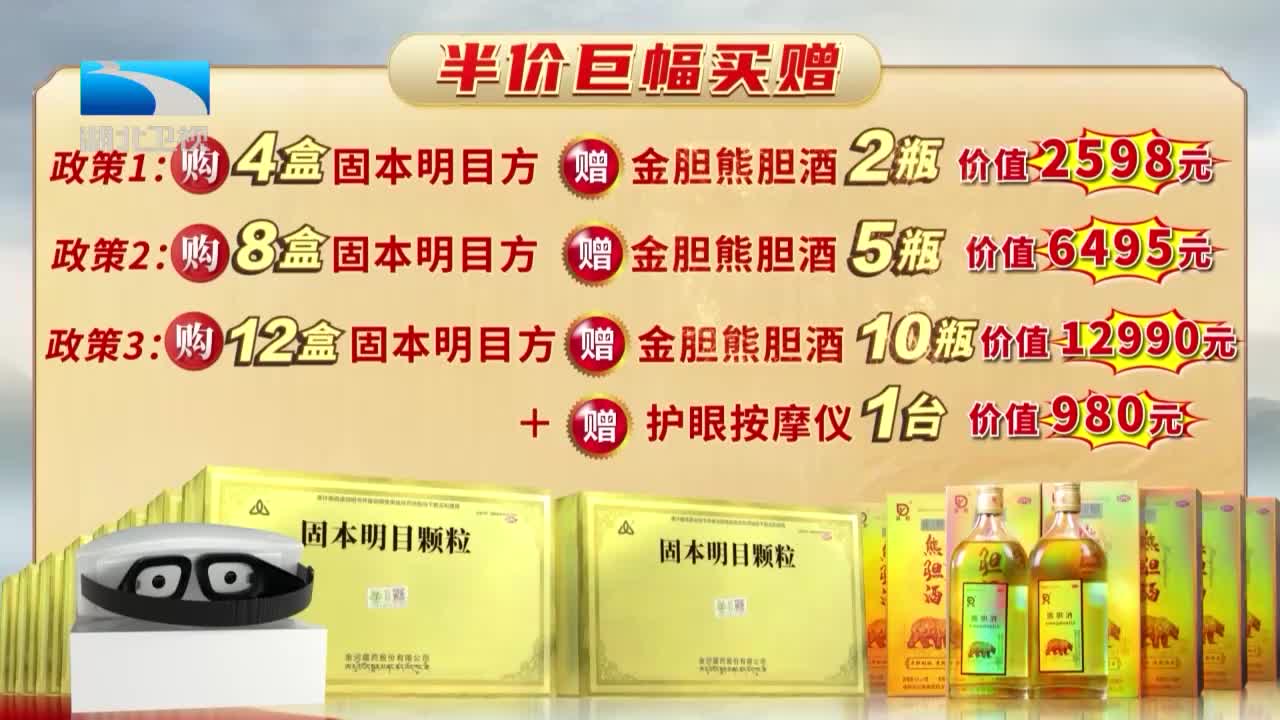 半价巨幅买赠
湖北卫视
政策1：购4盒固本明目方 赠 金胆熊胆酒2瓶 价值2598元
政策2：购8盒固本明目方 赠 金胆熊胆酒5瓶 价值6495元
政策3：购12盒固本明目方 赠 金胆熊胆酒10瓶 价值12990元
+ 赠 护眼按摩仪1台 价值980元
固本明目颗粒
固本明目颗粒
熊胆酒
熊胆酒